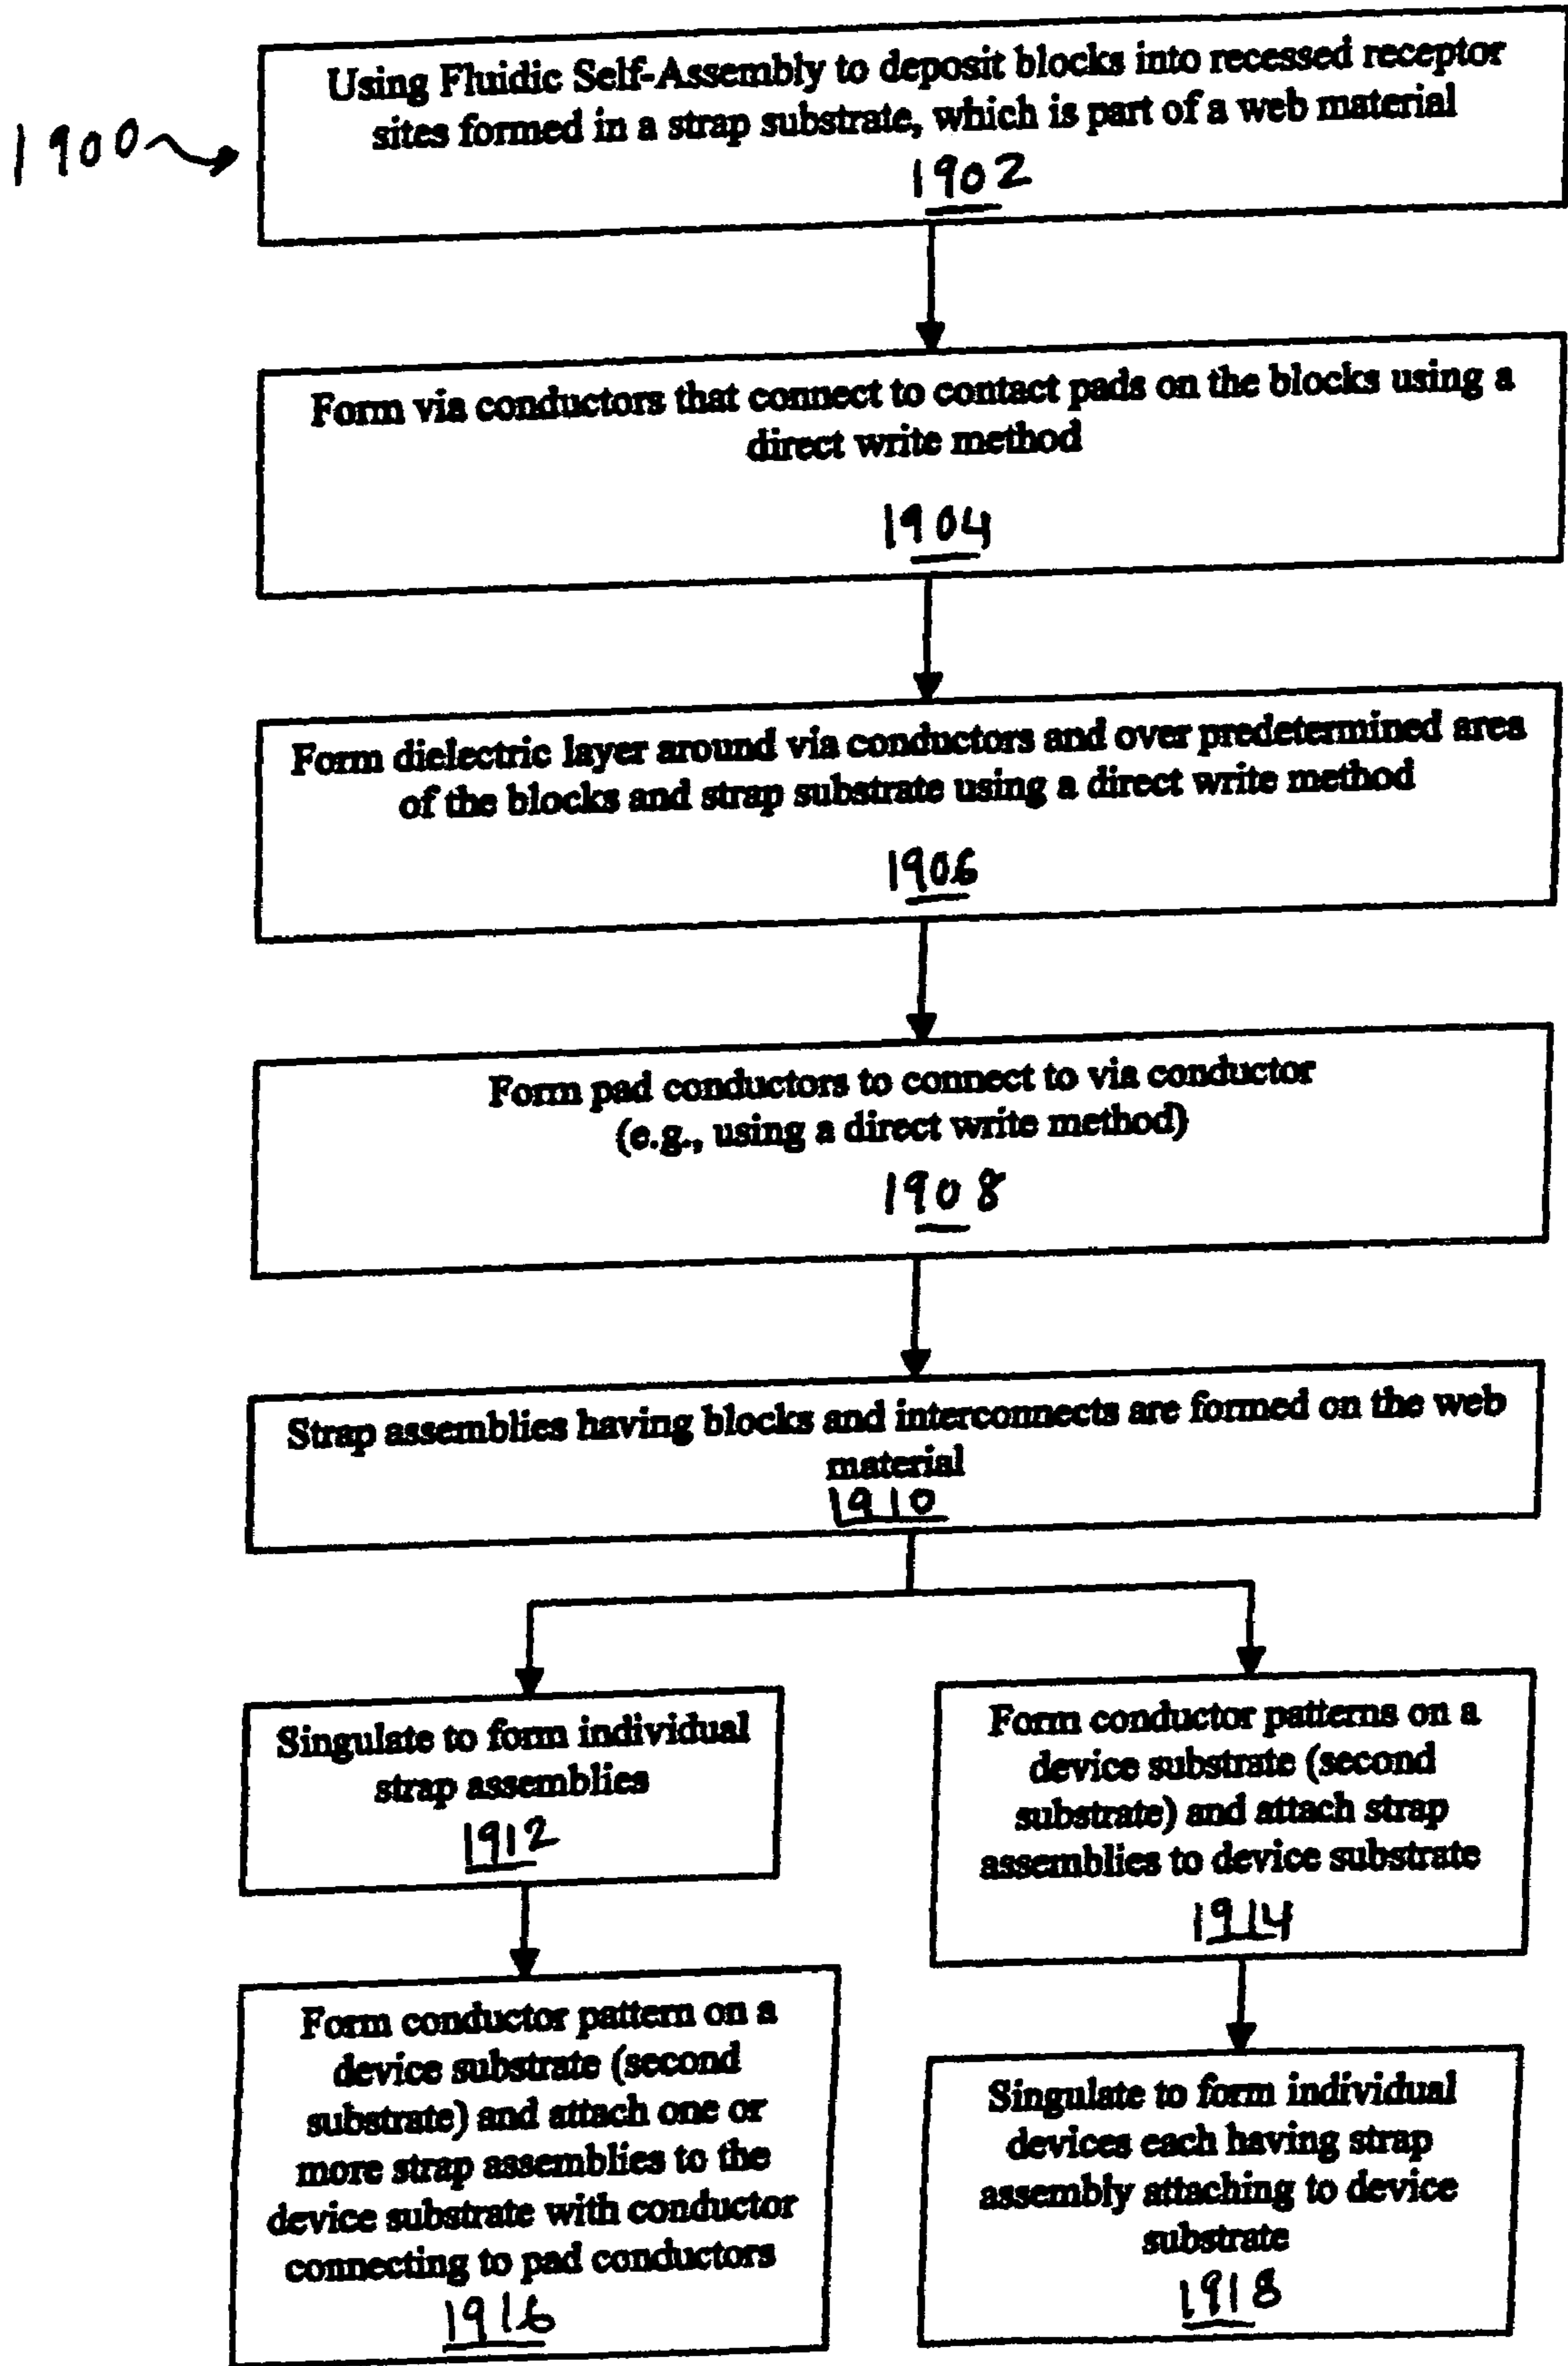 1900
Using Fluidic Self-Assembly to deposit blocks into recessed receptor
sites formed in a strap substrate, which is part of a web material
1902
Form via conductors that connect to contact pads on the blocks using a
direct write method
1904
Form dielectric layer around via conductors and over predetermined area
of the blocks and strap substrate using a direct write method
1906
Form pad conductors to connect to via conductor
(e.g., using a direct write method)
1908
Strap assemblies having blocks and interconnects are formed on the web
material
1910
Singulate to form individual
strap assemblies
1912
Form conductor pattern on a
device substrate (second
substrate) and attach one or
more strap assemblies to the
device substrate with conductor
connecting to pad conductors
1916
Form conductor patterns on a
device substrate (second
substrate) and attach strap
assemblies to device substrate
1914
Singulate to form individual
devices each having strap
assembly attaching to device
substrate
1918